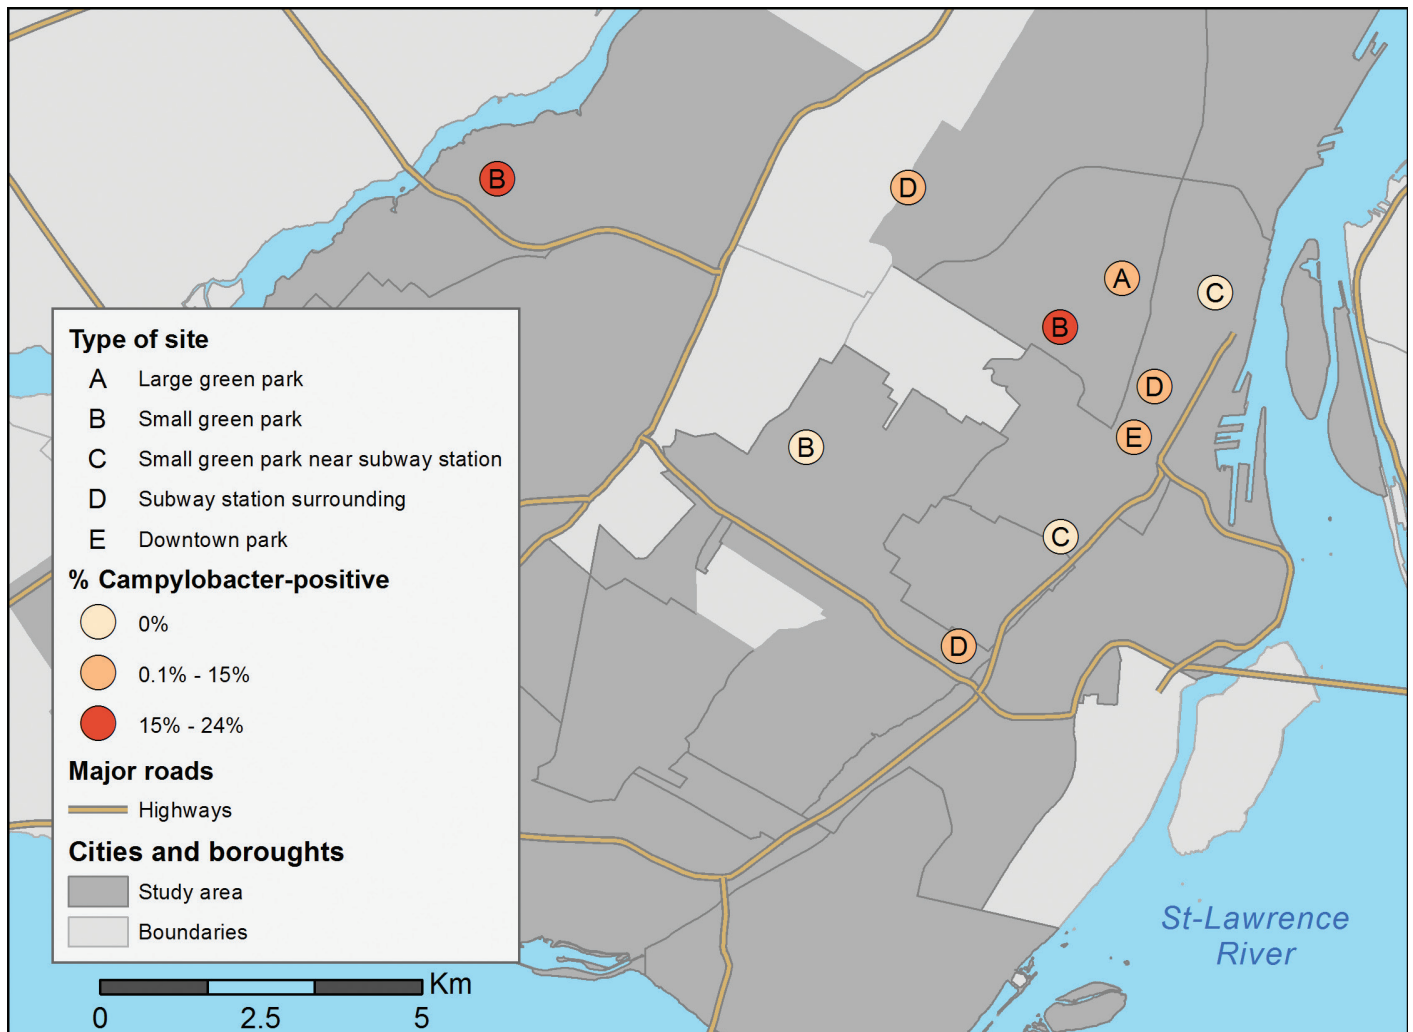 B
D
A
C
B
D
E
B
C
D
Type of site
A Large green park
B Small green park
C Small green park near subway station
D Subway station surrounding
E Downtown park
% Campylobacter-positive
0%
0.1% - 15%
15% - 24%
Major roads
Highways
Cities and boroughts
Study area
Boundaries
St-Lawrence
River
Km
0 2.5 5